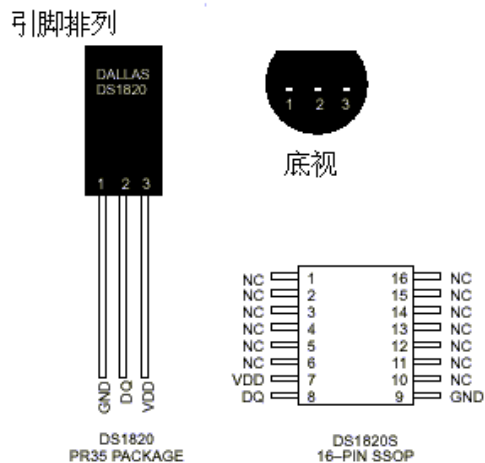 引脚排列
DALLAS
DS1820
1 2 3
GND DQ VDD
DS1820
PR35 PACKAGE
1 2 3
底视
NC 1 16 NC
NC 2 15 NC
NC 3 14 NC
NC 4 13 NC
NC 5 12 NC
NC 6 11 NC
VDD 7 10 NC
DQ 8 9 GND
DS1820S
16–PIN SSOP